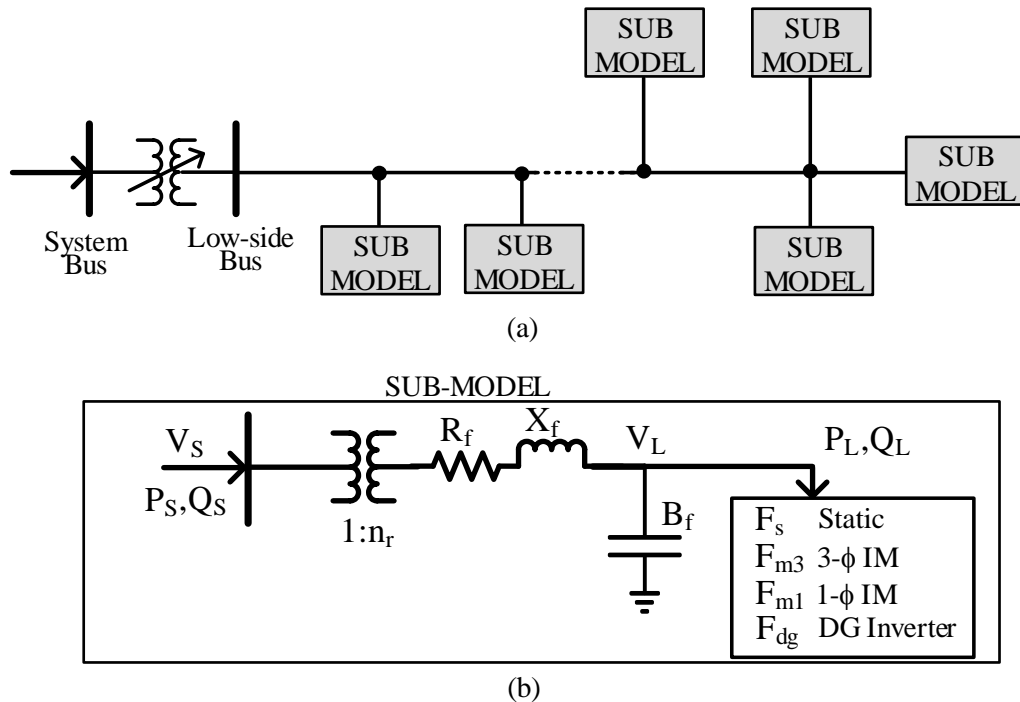 SUB
MODEL
SUB
MODEL
SUB
MODEL
System
Bus
Low-side
Bus
SUB
MODEL
SUB
MODEL
SUB
MODEL
(a)
SUB-MODEL
V_S
P_S,Q_S
1:n_r
R_f
X_f
V_L
B_f
P_L,Q_L
F_s Static
F_m3 3-ϕ IM
F_m1 1-ϕ IM
F_dg DG Inverter
(b)